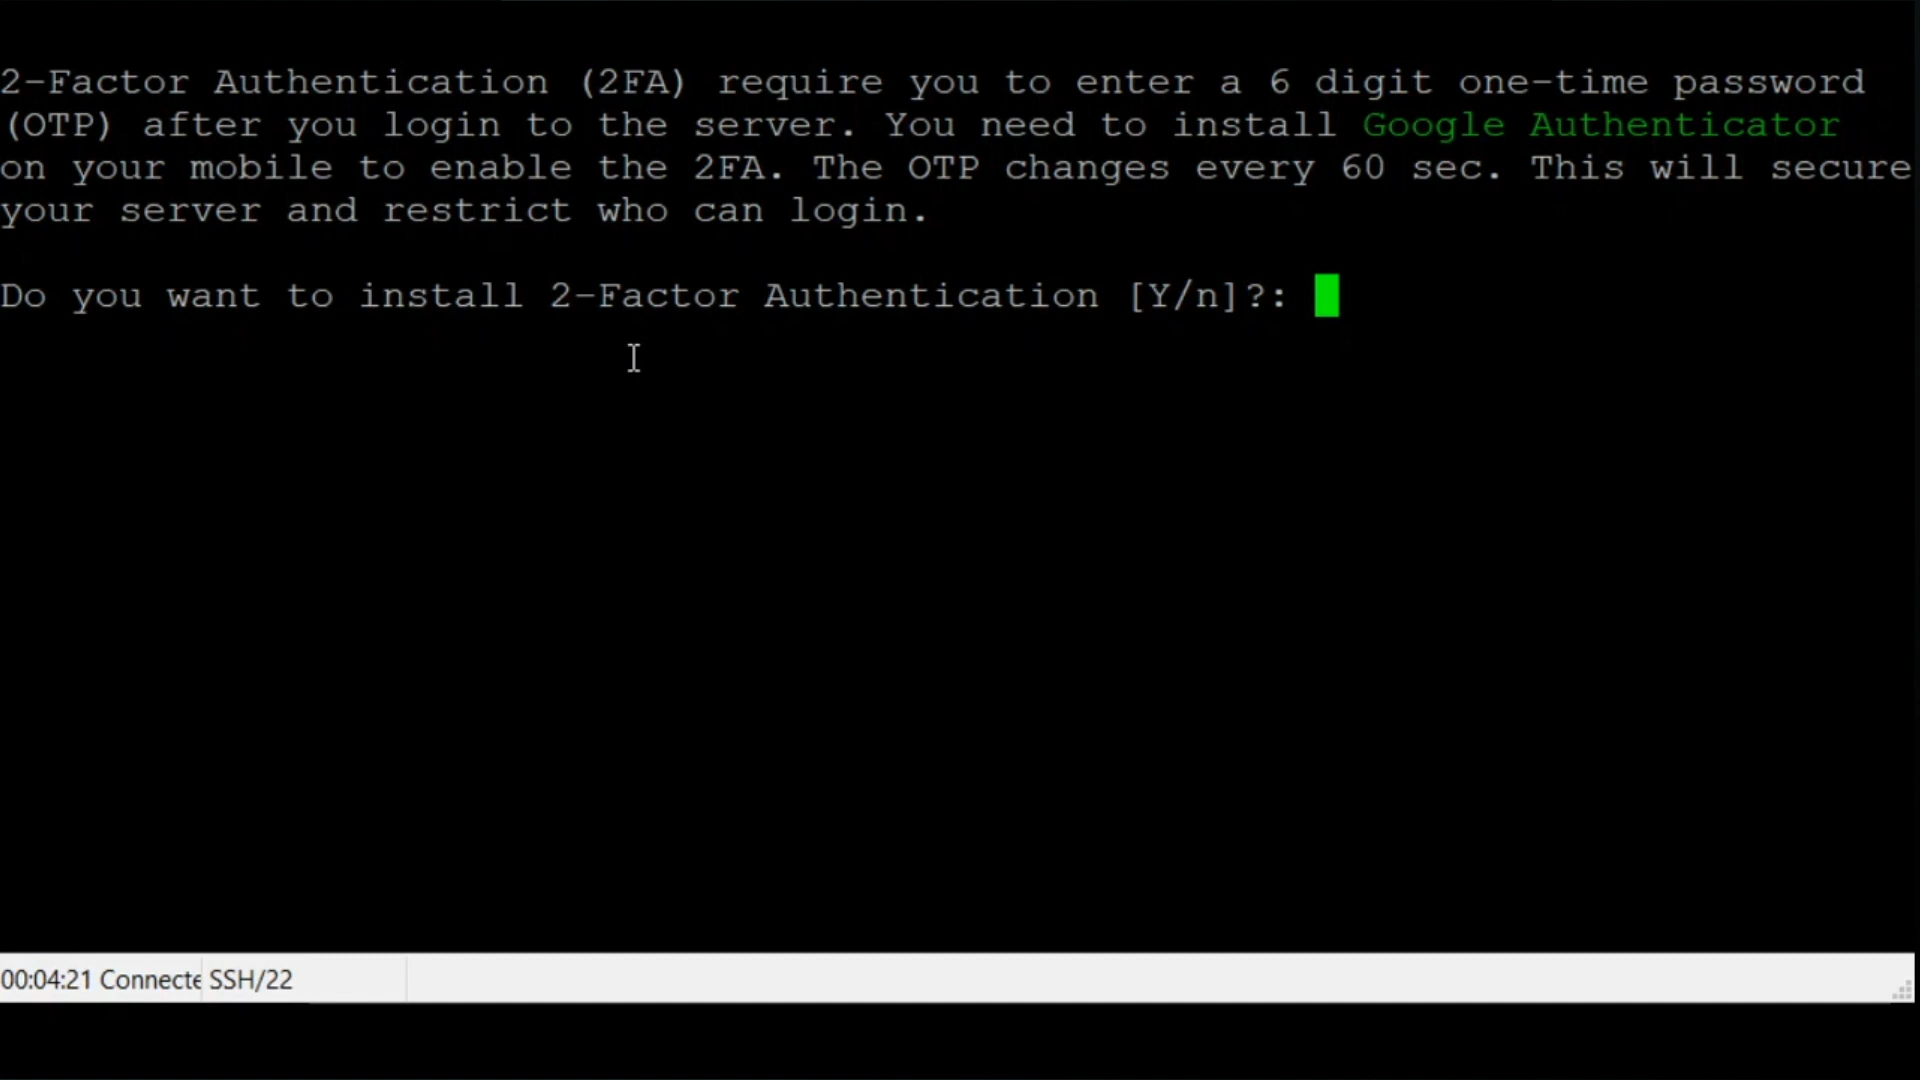 2-Factor Authentication (2FA) require you to enter a 6 digit one-time password
(OTP) after you login to the server. You need to install Google Authenticator
on your mobile to enable the 2FA. The OTP changes every 60 sec. This will secure
your server and restrict who can login.
Do you want to install 2-Factor Authentication [Y/n]?:
00:04:21 Connecte SSH/22